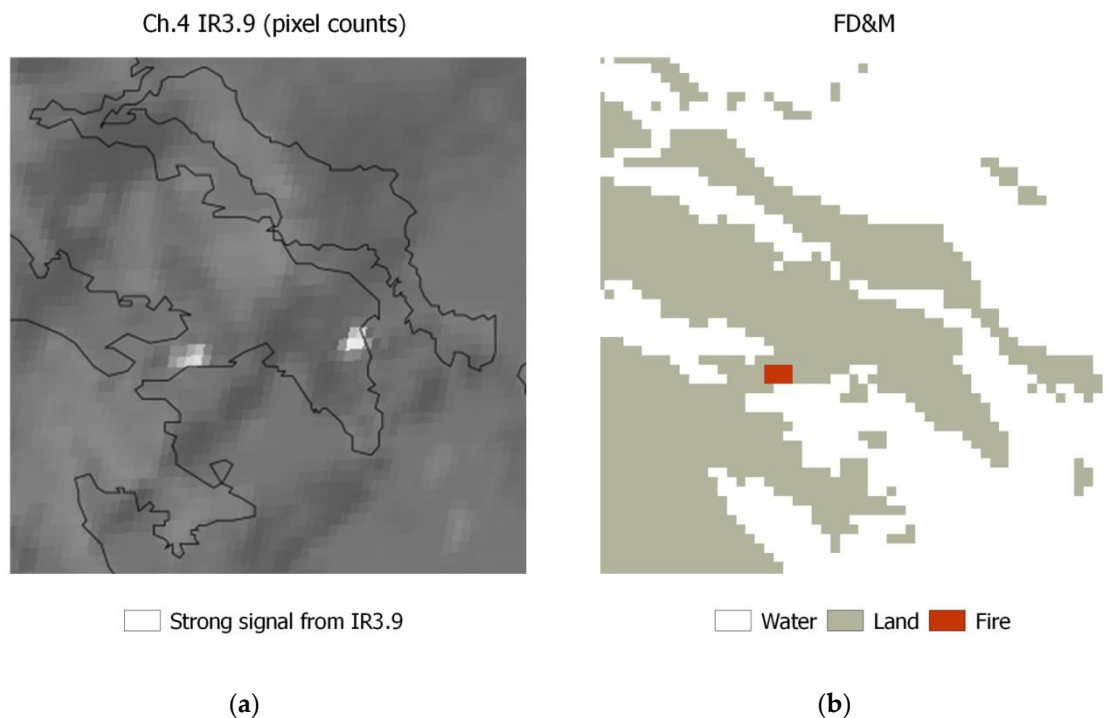 Ch.4 IR3.9 (pixel counts)
FD&M
Strong signal from IR3.9
Water Land Fire
(a)
(b)